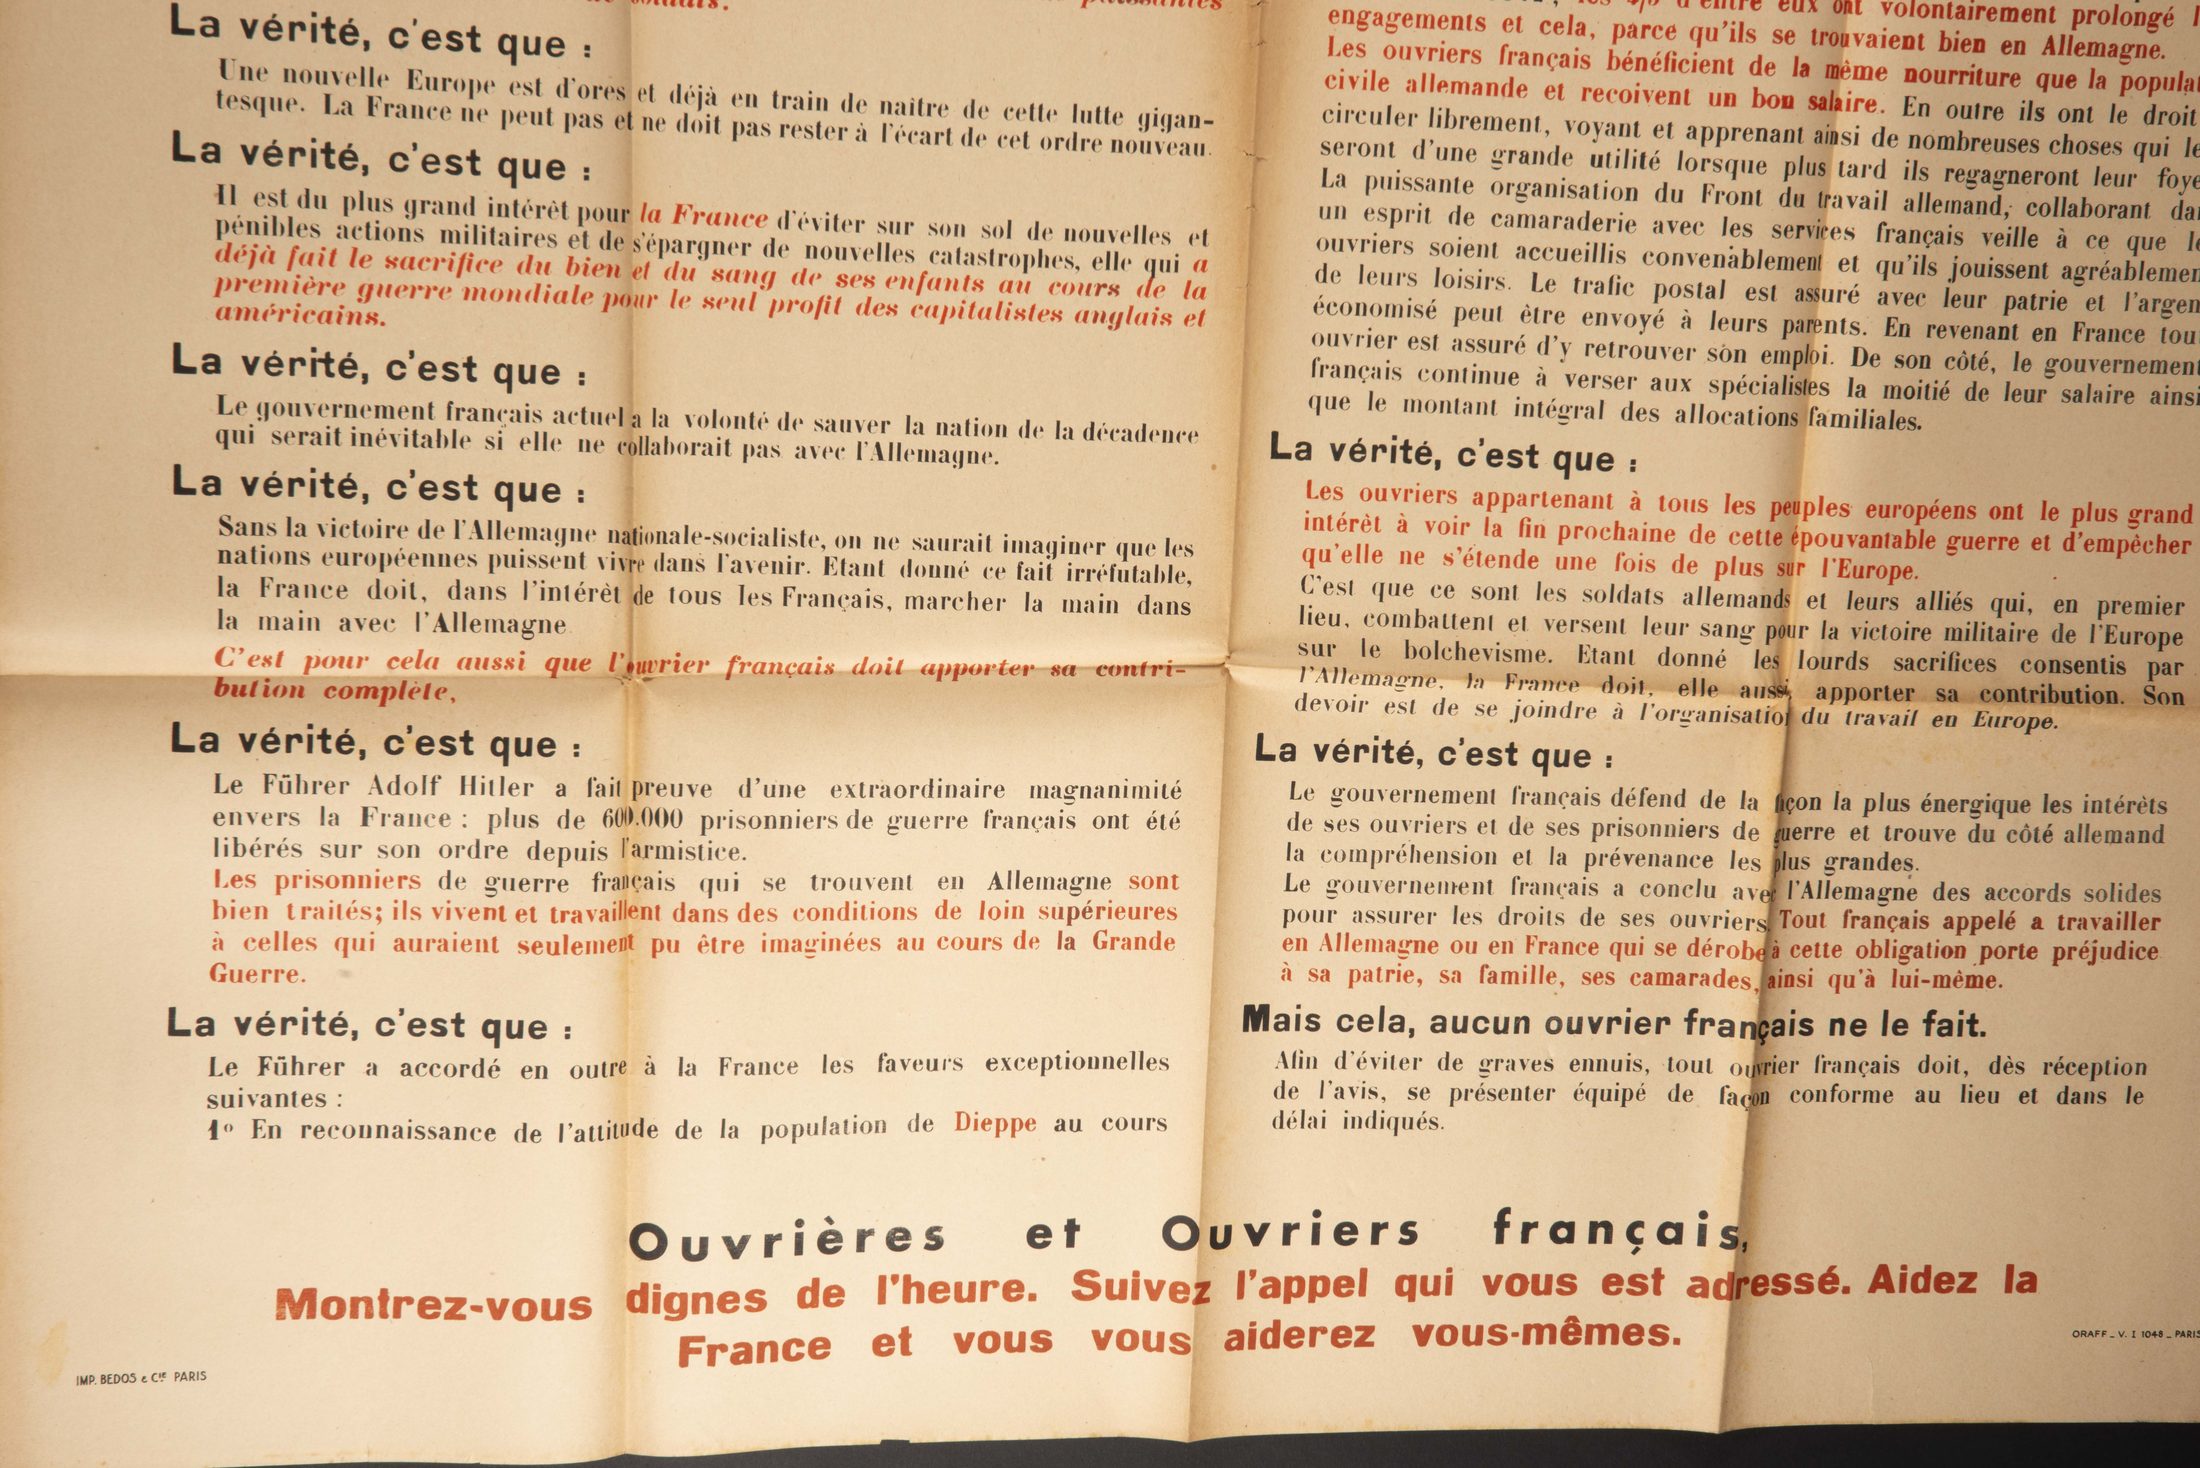 soldats.
puissantes
La vérité, c'est que :
Une nouvelle Europe est d'ores et déjà en train de naître de cette lutte gigan-
tesque. La France ne peut pas et ne doit pas rester à l'écart de cet ordre nouveau.
La vérité, c'est que :
Il est du plus grand intérêt pour la France d'éviter sur son sol de nouvelles et
pénibles actions militaires et de s'épargner de nouvelles catastrophes, elle qui a
déjà fait le sacrifice du bien et du sang de ses enfants au cours de la
première guerre mondiale pour le seul profit des capitalistes anglais et
américains.
La vérité, c'est que :
Le gouvernement français actuel a la volonté de sauver la nation de la décadence
qui serait inévitable si elle ne collaborait pas avec l'Allemagne.
La vérité, c'est que :
Sans la victoire de l'Allemagne nationale-socialiste, on ne saurait imaginer que les
nations européennes puissent vivre dans l'avenir. Etant donné ce fait irréfutable,
la France doit, dans l'intérêt de tous les Français, marcher la main dans
la main avec l'Allemagne
C'est pour cela aussi que l'ouvrier français doit apporter sa contri-
bution complète,
La vérité, c'est que :
Le Führer Adolf Hitler a fait preuve d'une extraordinaire magnanimité
envers la France : plus de 600.000 prisonniers de guerre français ont été
libérés sur son ordre depuis l'armistice.
Les prisonniers de guerre français qui se trouvent en Allemagne sont
bien traités; ils vivent et travaillent dans des conditions de loin supérieures
à celles qui auraient seulement pu être imaginées au cours de la Grande
Guerre.
La vérité, c'est que :
Le Führer a accordé en outre à la France les faveurs exceptionnelles
suivantes :
1º En reconnaissance de l'attitude de la population de Dieppe au cours
d'entre eux ont volontairement prolongé
engagements et cela, parce qu'ils se trouvaient bien en Allemagne.
Les ouvriers français bénéficient de la même nourriture que la populat
civile allemande et recoivent un bon salaire. En outre ils ont le droit
circuler librement, voyant et apprenant ainsi de nombreuses choses qui le
seront d'une grande utilité lorsque plus tard ils regagneront leur foye
La puissante organisation du Front du travail allemand, collaborant da
un esprit de camaraderie avec les services français veille à ce que le
ouvriers soient accueillis convenablement et qu'ils jouissent agréablemen
de leurs loisirs. Le trafic postal est assuré avec leur patrie et l'argen
économisé peut être envoyé à leurs parents. En revenant en France tou
ouvrier est assuré d'y retrouver son emploi. De son côté, le gouvernement
français continue à verser aux spécialistes la moitié de leur salaire ainsi
que le montant intégral des allocations familiales.
La vérité, c'est que :
Les ouvriers appartenant à tous les peuples européens ont le plus grand
intérêt à voir la fin prochaine de cette épouvantable guerre et d'empêcher
qu'elle ne s'étende une fois de plus sur l'Europe.
C'est que ce sont les soldats allemands et leurs alliés qui, en premier
lieu, combattent et versent leur sang pour la victoire militaire de l'Europe
sur le bolchevisme. Etant donné les lourds sacrifices consentis par
l'Allemagne, la France doit, elle aussi, apporter sa contribution. Son
devoir est de se joindre à l'organisation du travail en Europe.
La vérité, c'est que :
Le gouvernement français défend de la façon la plus énergique les intérêts
de ses ouvriers et de ses prisonniers de guerre et trouve du côté allemand
la compréhension et la prévenance les plus grandes.
Le gouvernement français a conclu avec l'Allemagne des accords solides
pour assurer les droits de ses ouvriers. Tout français appelé a travailler
en Allemagne ou en France qui se dérobe à cette obligation porte préjudice
à sa patrie, sa famille, ses camarades, ainsi qu'à lui-même.
Mais cela, aucun ouvrier français ne le fait.
Afin d'éviter de graves ennuis, tout ouvrier français doit, dès réception
de l'avis, se présenter équipé de façon conforme au lieu et dans le
délai indiqués.
Ouvrières et Ouvriers français,
Montrez-vous dignes de l'heure. Suivez l'appel qui vous est adressé. Aidez la
France et vous vous aiderez vous-mêmes.
IMP. BEDOS & Cie PARIS
ORAFF _ V. I 1048 _ PARIS